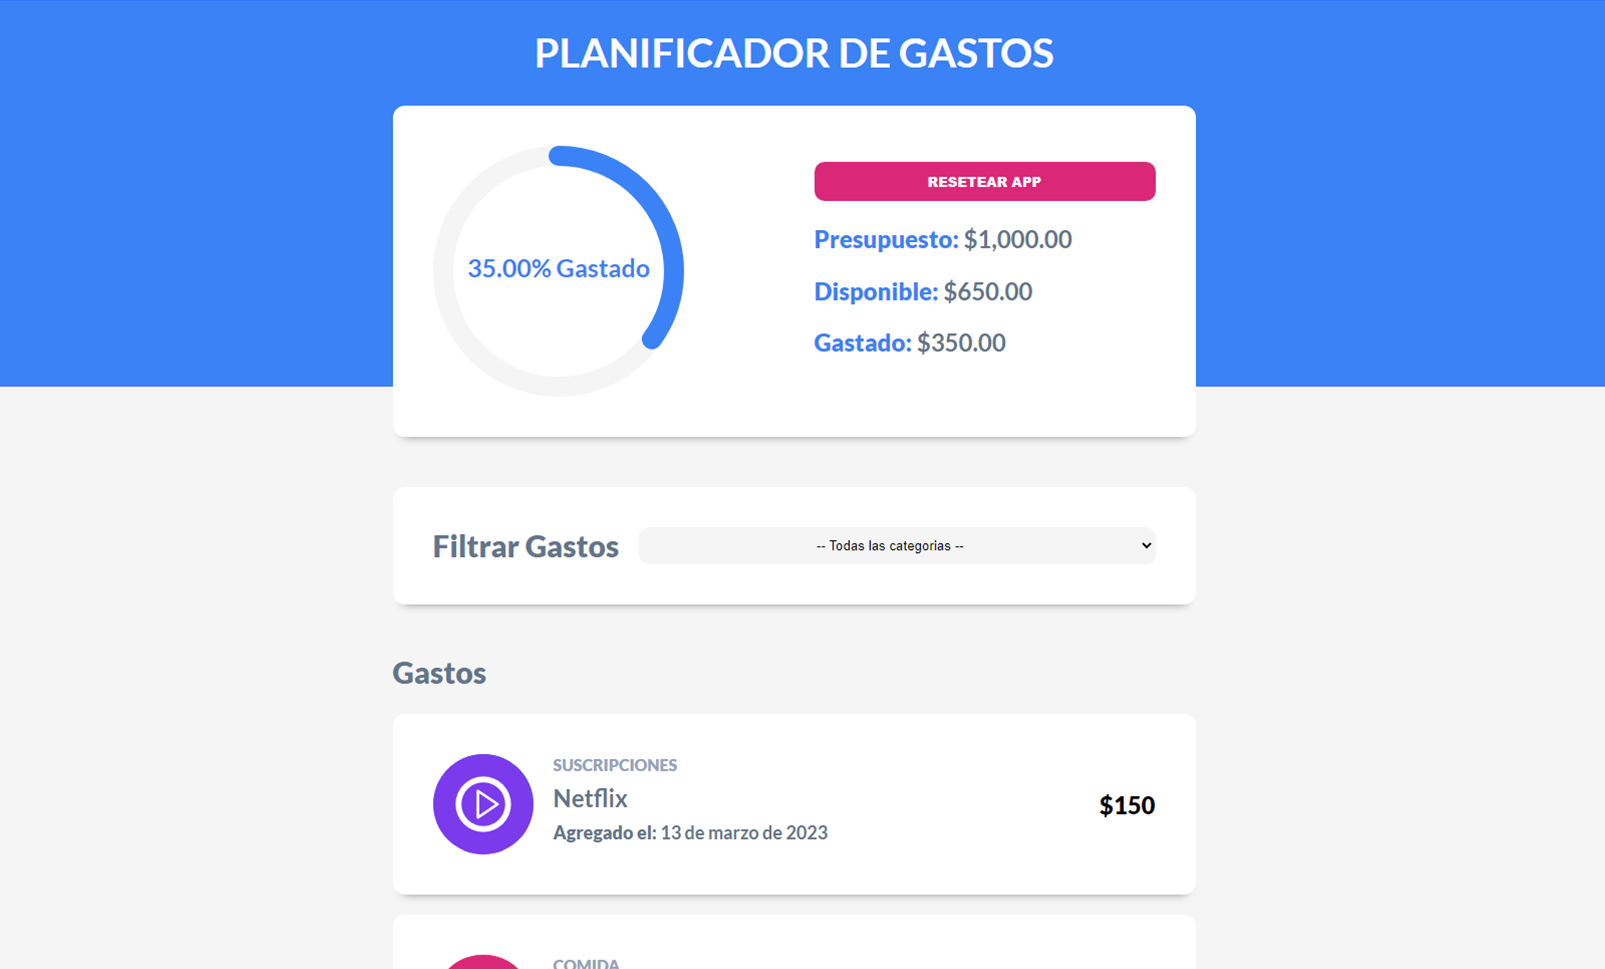 PLANIFICADOR DE GASTOS
35.00% Gastado
RESETEAR APP
Presupuesto: $1,000.00
Disponible: $650.00
Gastado: $350.00
Filtrar Gastos
-- Todas las categorias --
Gastos
SUSCRIPCIONES
Netflix
Agregado el: 13 de marzo de 2023
$150
COMIDA